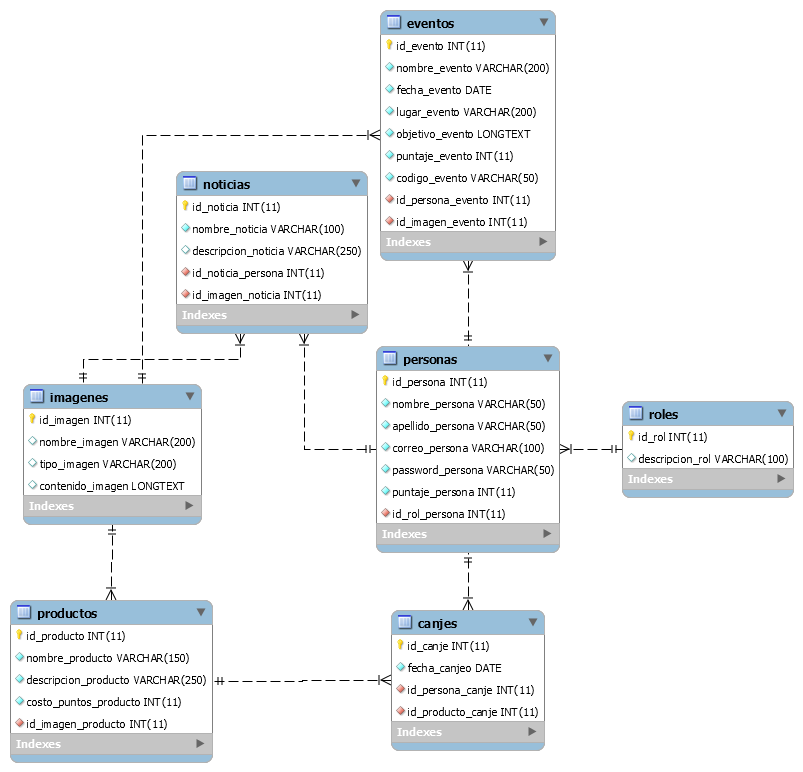 eventos
id_evento INT(11)
nombre_evento VARCHAR(200)
fecha_evento DATE
lugar_evento VARCHAR(200)
objetivo_evento LONGTEXT
puntaje_evento INT(11)
codigo_evento VARCHAR(50)
id_persona_evento INT(11)
id_imagen_evento INT(11)
Indexes
noticias
id_noticia INT(11)
nombre_noticia VARCHAR(100)
descripcion_noticia VARCHAR(250)
id_noticia_persona INT(11)
id_imagen_noticia INT(11)
Indexes
personas
id_persona INT(11)
nombre_persona VARCHAR(50)
apellido_persona VARCHAR(50)
correo_persona VARCHAR(100)
password_persona VARCHAR(50)
puntaje_persona INT(11)
id_rol_persona INT(11)
Indexes
imagenes
id_imagen INT(11)
nombre_imagen VARCHAR(200)
tipo_imagen VARCHAR(200)
contenido_imagen LONGTEXT
Indexes
roles
id_rol INT(11)
descripcion_rol VARCHAR(100)
Indexes
productos
id_producto INT(11)
nombre_producto VARCHAR(150)
descripcion_producto VARCHAR(250)
costo_puntos_producto INT(11)
id_imagen_producto INT(11)
Indexes
canjes
id_canje INT(11)
fecha_canjeo DATE
id_persona_canje INT(11)
id_producto_canje INT(11)
Indexes